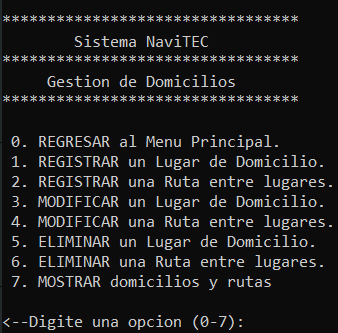 *********************************
Sistema NaviTEC
*********************************
Gestion de Domicilios
*********************************
0. REGRESAR al Menu Principal.
1. REGISTRAR un Lugar de Domicilio.
2. REGISTRAR una Ruta entre lugares.
3. MODIFICAR un Lugar de Domicilio.
4. MODIFICAR una Ruta entre lugares.
5. ELIMINAR un Lugar de Domicilio.
6. ELIMINAR una Ruta entre lugares.
7. MOSTRAR domicilios y rutas
<--Digite una opcion (0-7):